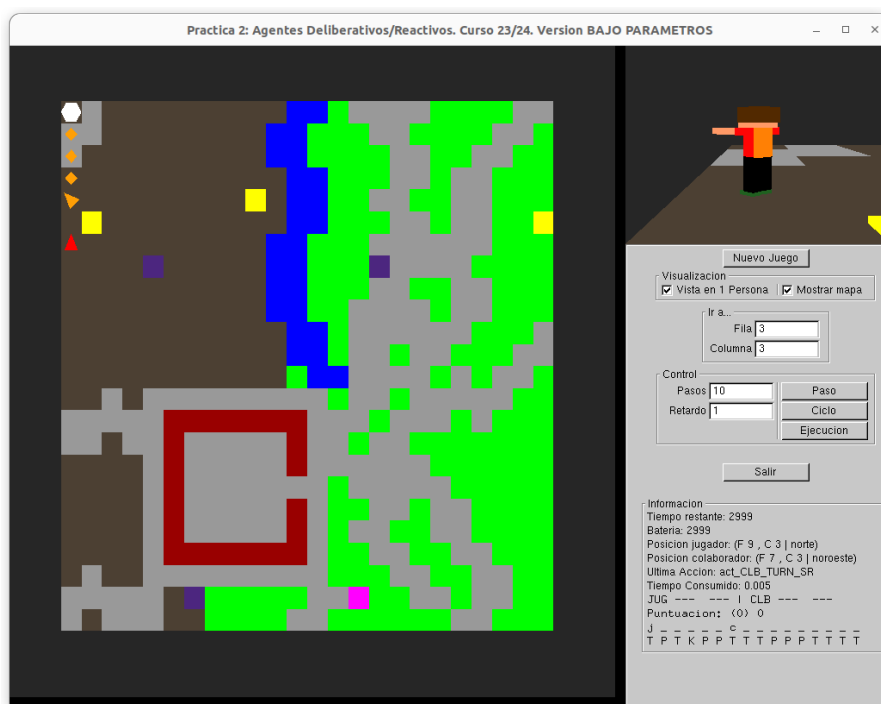 Practica 2: Agentes Deliberativos/Reactivos. Curso 23/24. Version BAJO PARAMETROS
Nuevo Juego
Visualizacion
Vista en 1 Persona
Mostrar mapa
Ir a...
Fila 3
Columna 3
Control
Pasos 10
Paso
Retardo 1
Ciclo
Ejecucion
Salir
Informacion
Tiempo restante: 2999
Bateria: 2999
Posicion jugador: (F 9 , C 3 | norte)
Posicion colaborador: (F 7 , C 3 | noroeste)
Ultima Accion: act_CLB_TURN_SR
Tiempo Consumido: 0.005
JUG --- --- | CLB --- ---
Puntuacion: (0) 0
j _ _ _ _ _ c _ _ _ _ _ _ _ _ _
T P T K P P T T T P P P T T T T